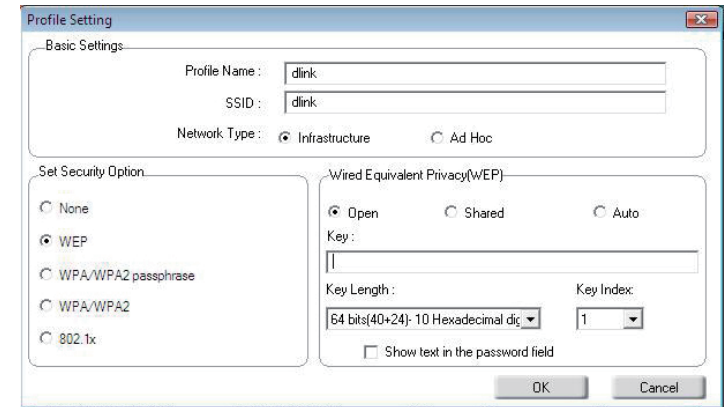 Profile Setting
Basic Settings
Profile Name :
dlink
SSID :
dlink
Network Type :
Infrastructure
Ad Hoc
Set Security Option
None
WEP
WPA/WPA2 passphrase
WPA/WPA2
802.1x
Wired Equivalent Privacy(WEP)
Open
Shared
Auto
Key :
Key Length :
Key Index:
64 bits(40+24)- 10 Hexadecimal dig
1
Show text in the password field
OK
Cancel